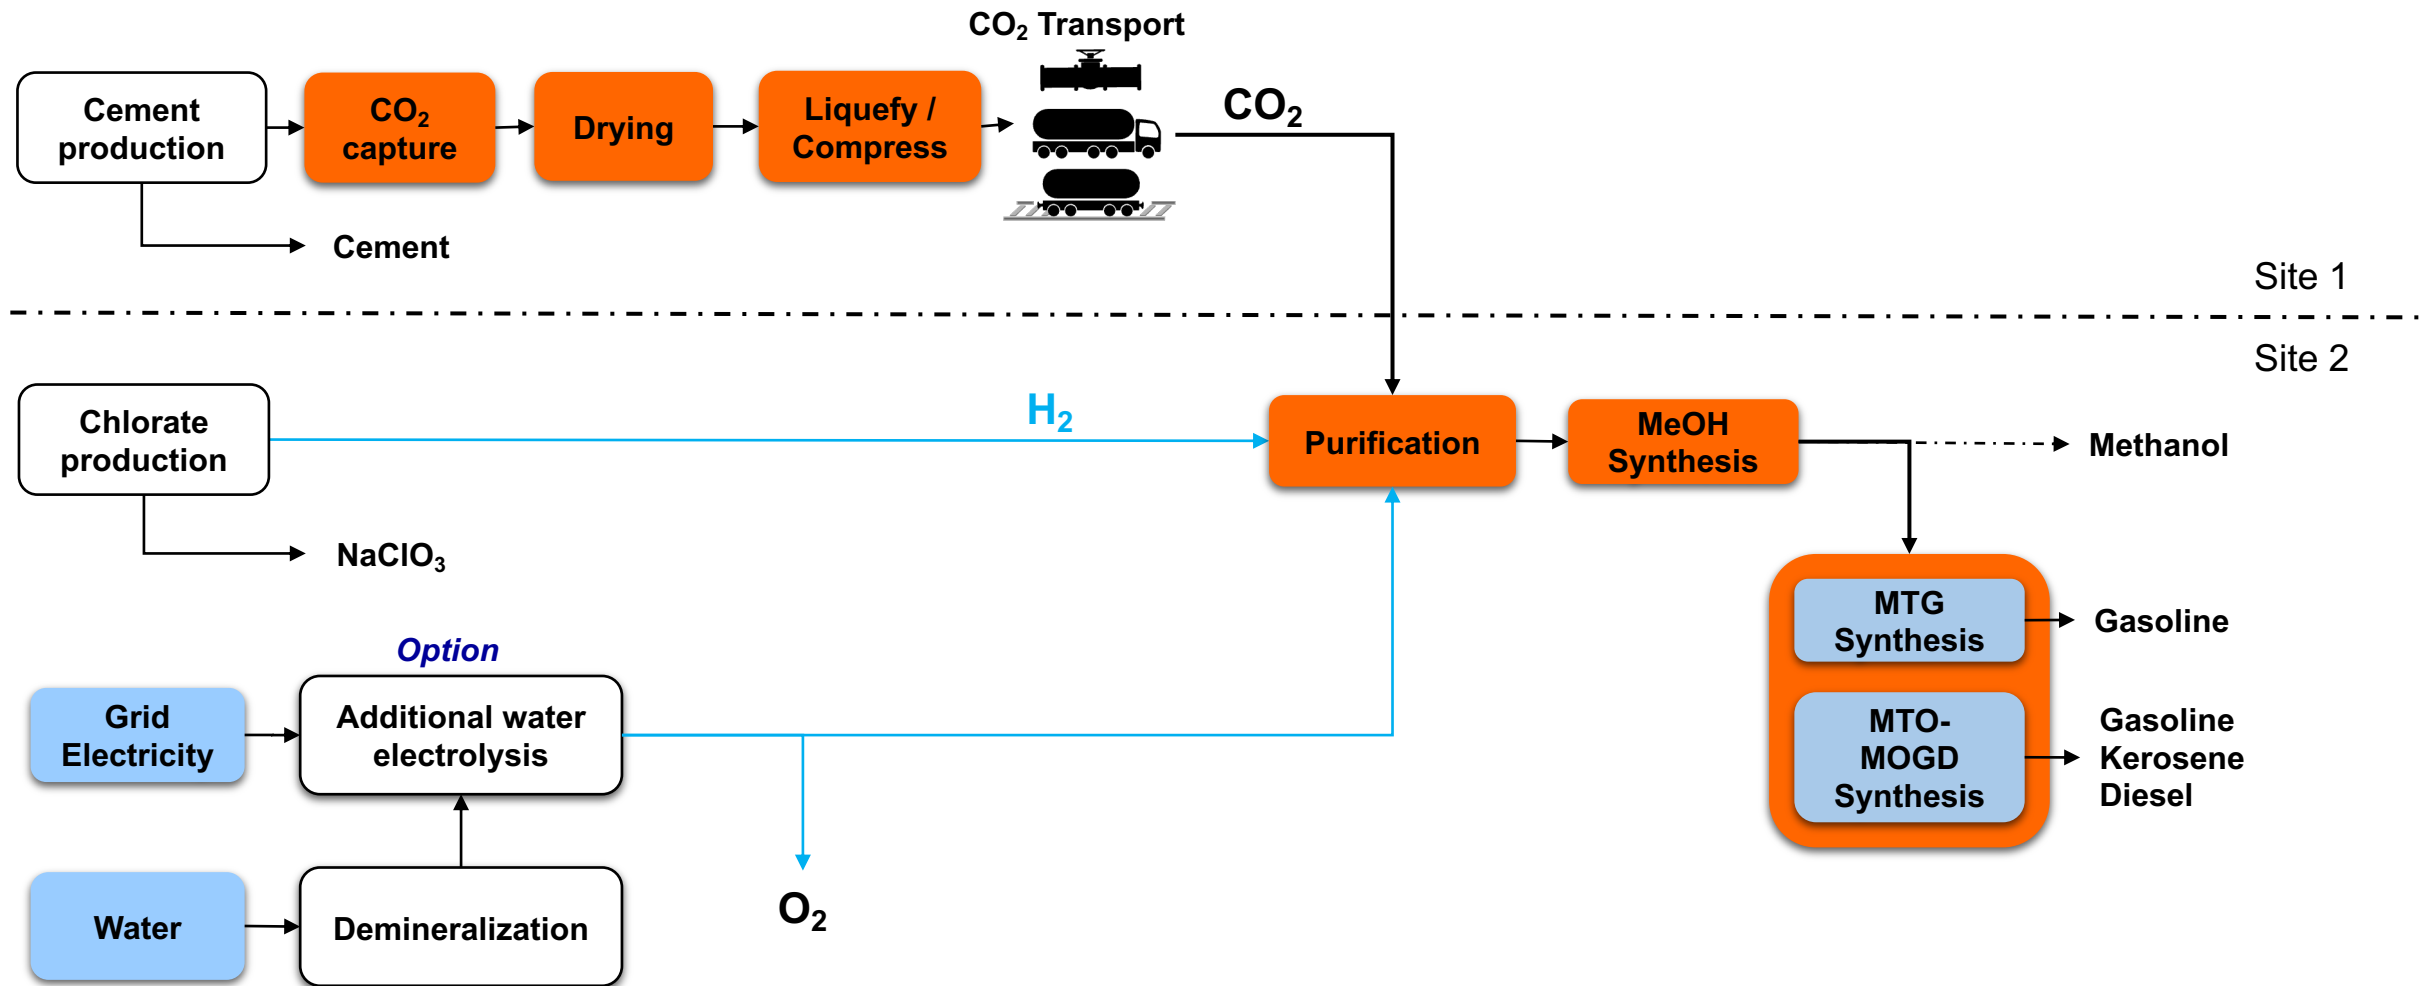 CO₂ Transport
Cement
production
CO₂
capture
Drying
Liquefy /
Compress
CO₂
Cement
Site 1
Site 2
Chlorate
production
H₂
Purification
MeOH
Synthesis
Methanol
NaClO₃
MTG
Synthesis
Gasoline
Option
Grid
Electricity
Additional water
electrolysis
MTO-
MOGD
Synthesis
Gasoline
Kerosene
Diesel
Water
Demineralization
O₂